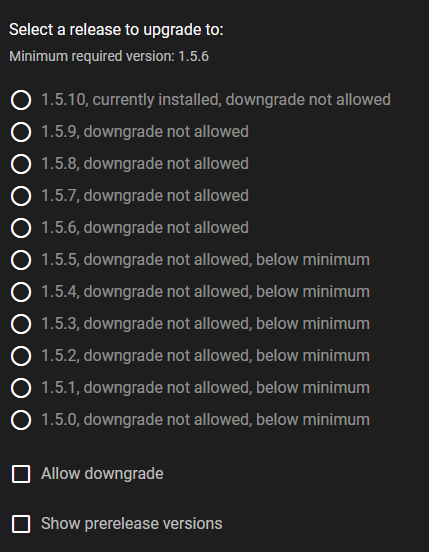 Select a release to upgrade to:
Minimum required version: 1.5.6
1.5.10, currently installed, downgrade not allowed
1.5.9, downgrade not allowed
1.5.8, downgrade not allowed
1.5.7, downgrade not allowed
1.5.6, downgrade not allowed
1.5.5, downgrade not allowed, below minimum
1.5.4, downgrade not allowed, below minimum
1.5.3, downgrade not allowed, below minimum
1.5.2, downgrade not allowed, below minimum
1.5.1, downgrade not allowed, below minimum
1.5.0, downgrade not allowed, below minimum
Allow downgrade
Show prerelease versions